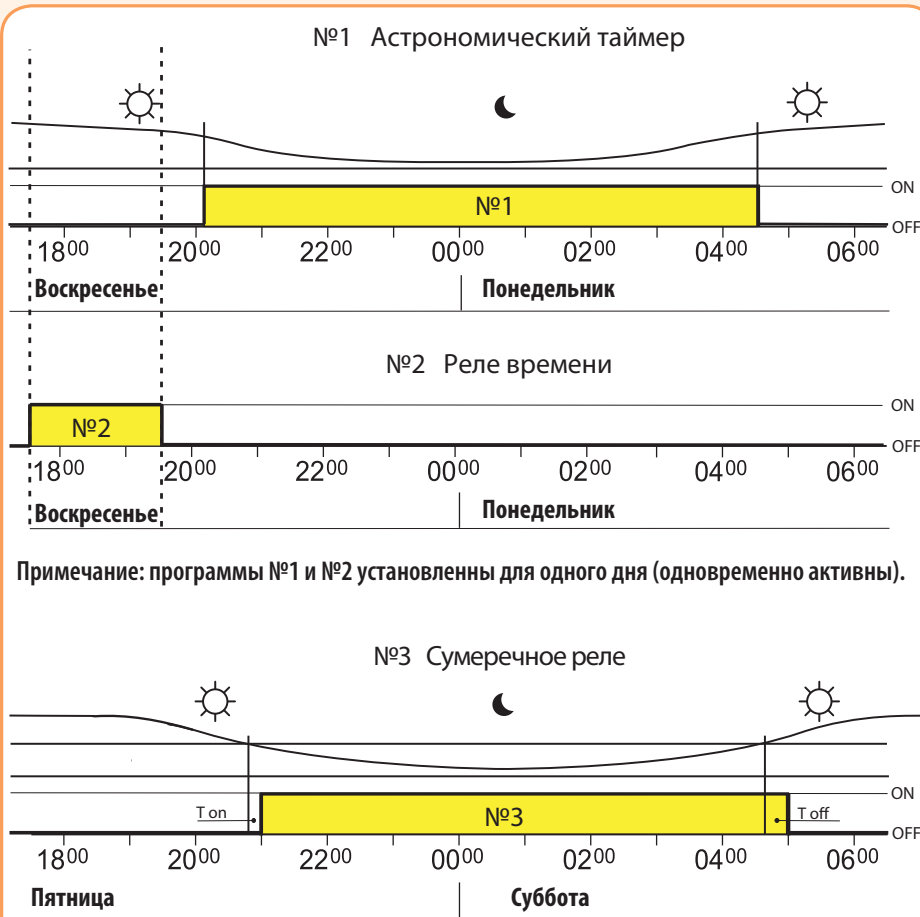 №1 Астрономический таймер
№1
ON
OFF
18⁰⁰ 20⁰⁰ 22⁰⁰ 00⁰⁰ 02⁰⁰ 04⁰⁰ 06⁰⁰
Воскресенье Понедельник
№2 Реле времени
ON
№2
OFF
18⁰⁰ 20⁰⁰ 22⁰⁰ 00⁰⁰ 02⁰⁰ 04⁰⁰ 06⁰⁰
Воскресенье Понедельник
Примечание: программы №1 и №2 установленны для одного дня (одновременно активны).
№3 Сумеречное реле
ON
T on №3 T off
OFF
18⁰⁰ 20⁰⁰ 22⁰⁰ 00⁰⁰ 02⁰⁰ 04⁰⁰ 06⁰⁰
Пятница Суббота